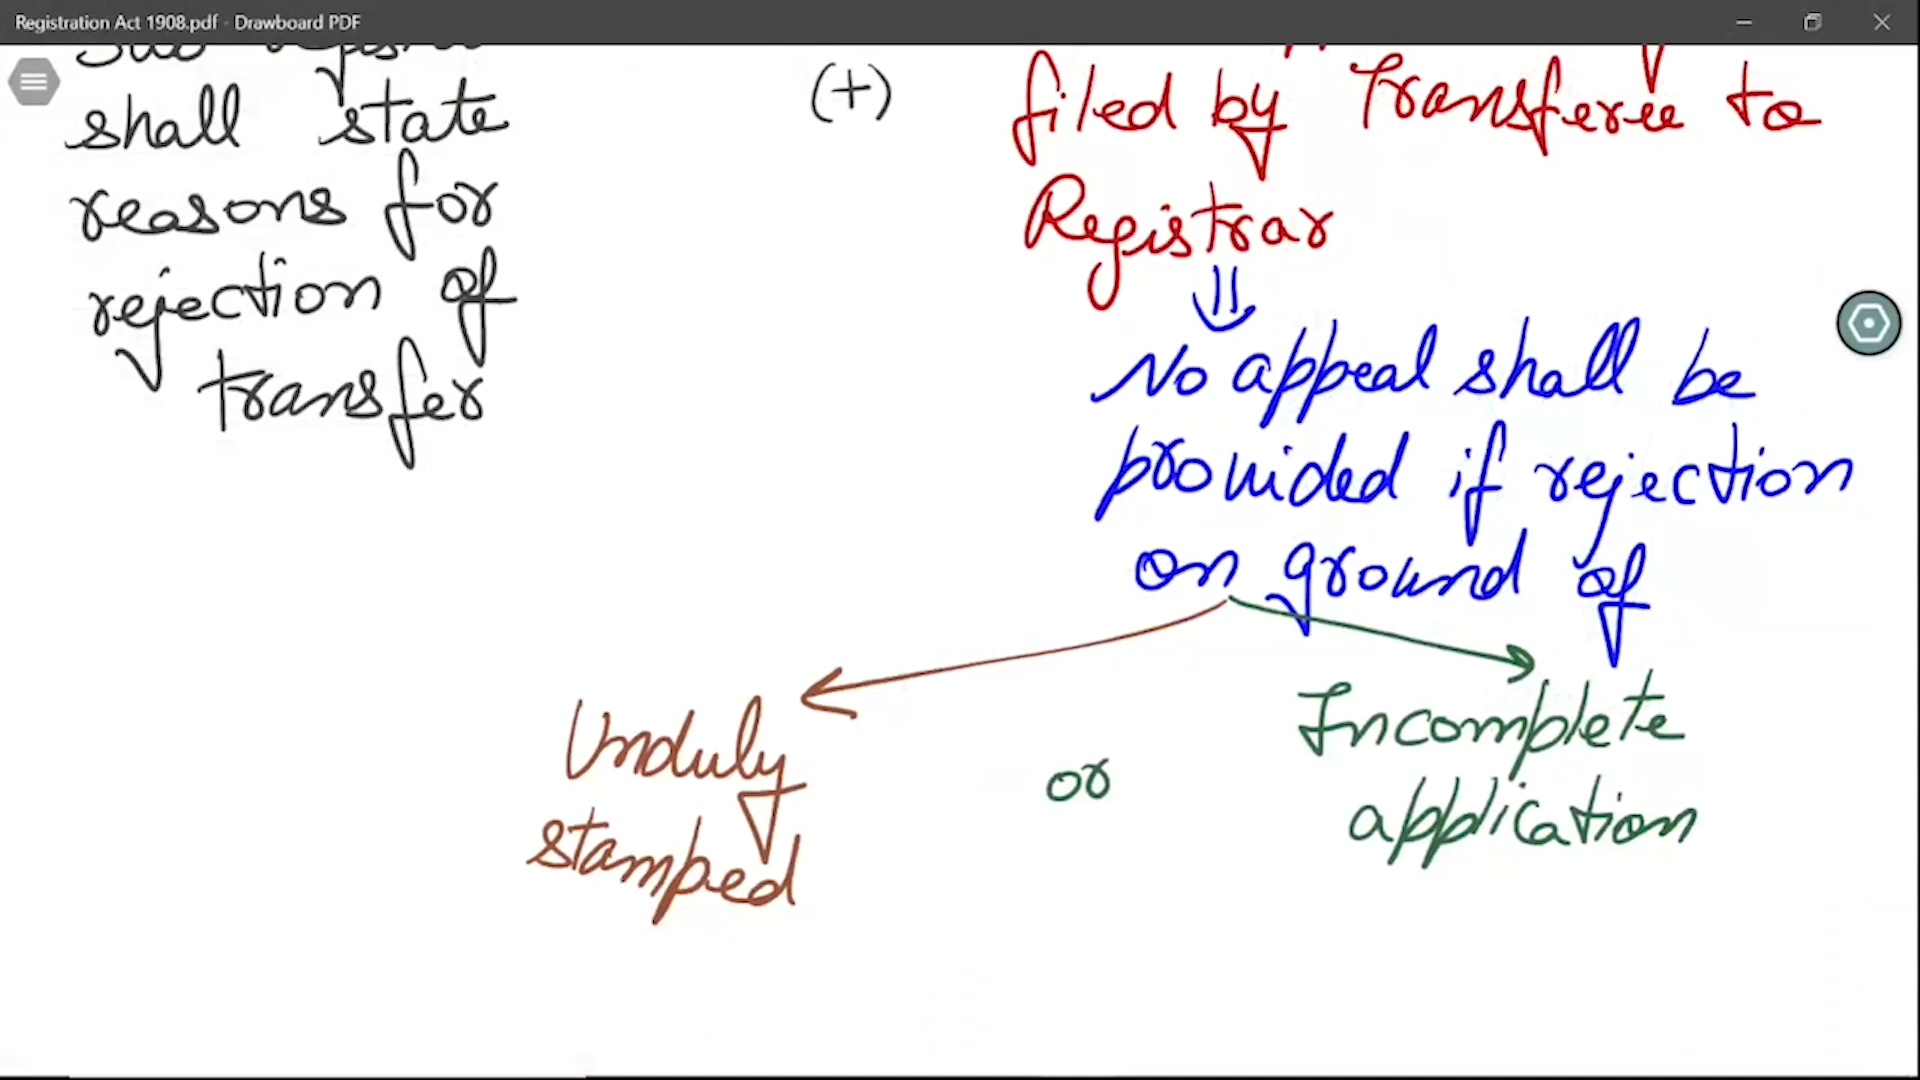 Registration Act 1908.pdf - Drawboard PDF
shall state
reasons for
rejection of
transfer
(+)
filed by Transferee to
Registrar
No appeal shall be
provided if rejection
on ground of
Unduly
stamped
or
Incomplete
application